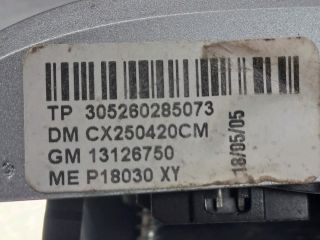 TP 305260285073
DM CX250420CM
GM 13126750
ME P18030 XY
18/05/05